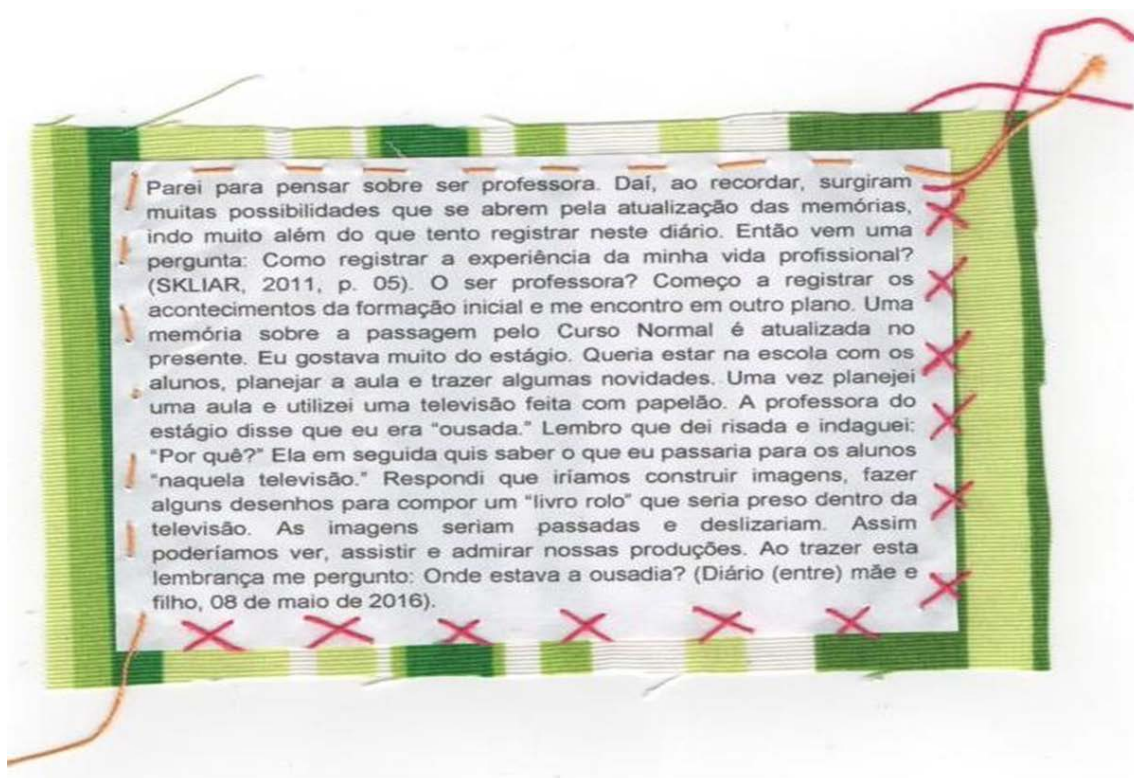 Parei para pensar sobre ser professora. Daí, ao recordar, surgiram
muitas possibilidades que se abrem pela atualização das memórias,
indo muito além do que tento registrar neste diário. Então vem uma
pergunta: Como registrar a experiência da minha vida profissional?
(SKLIAR, 2011, p. 05). O ser professora? Começo a registrar os
acontecimentos da formação inicial e me encontro em outro plano. Uma
memória sobre a passagem pelo Curso Normal é atualizada no
presente. Eu gostava muito do estágio. Queria estar na escola com os
alunos, planejar a aula e trazer algumas novidades. Uma vez planejei
uma aula e utilizei uma televisão feita com papelão. A professora do
estágio disse que eu era “ousada.” Lembro que dei risada e indaguei:
“Por quê?” Ela em seguida quis saber o que eu passaria para os alunos
“naquela televisão.” Respondi que iríamos construir imagens, fazer
alguns desenhos para compor um “livro rolo” que seria preso dentro da
televisão. As imagens seriam passadas e deslizariam. Assim
poderíamos ver, assistir e admirar nossas produções. Ao trazer esta
lembrança me pergunto: Onde estava a ousadia? (Diário (entre) mãe e
filho, 08 de maio de 2016).